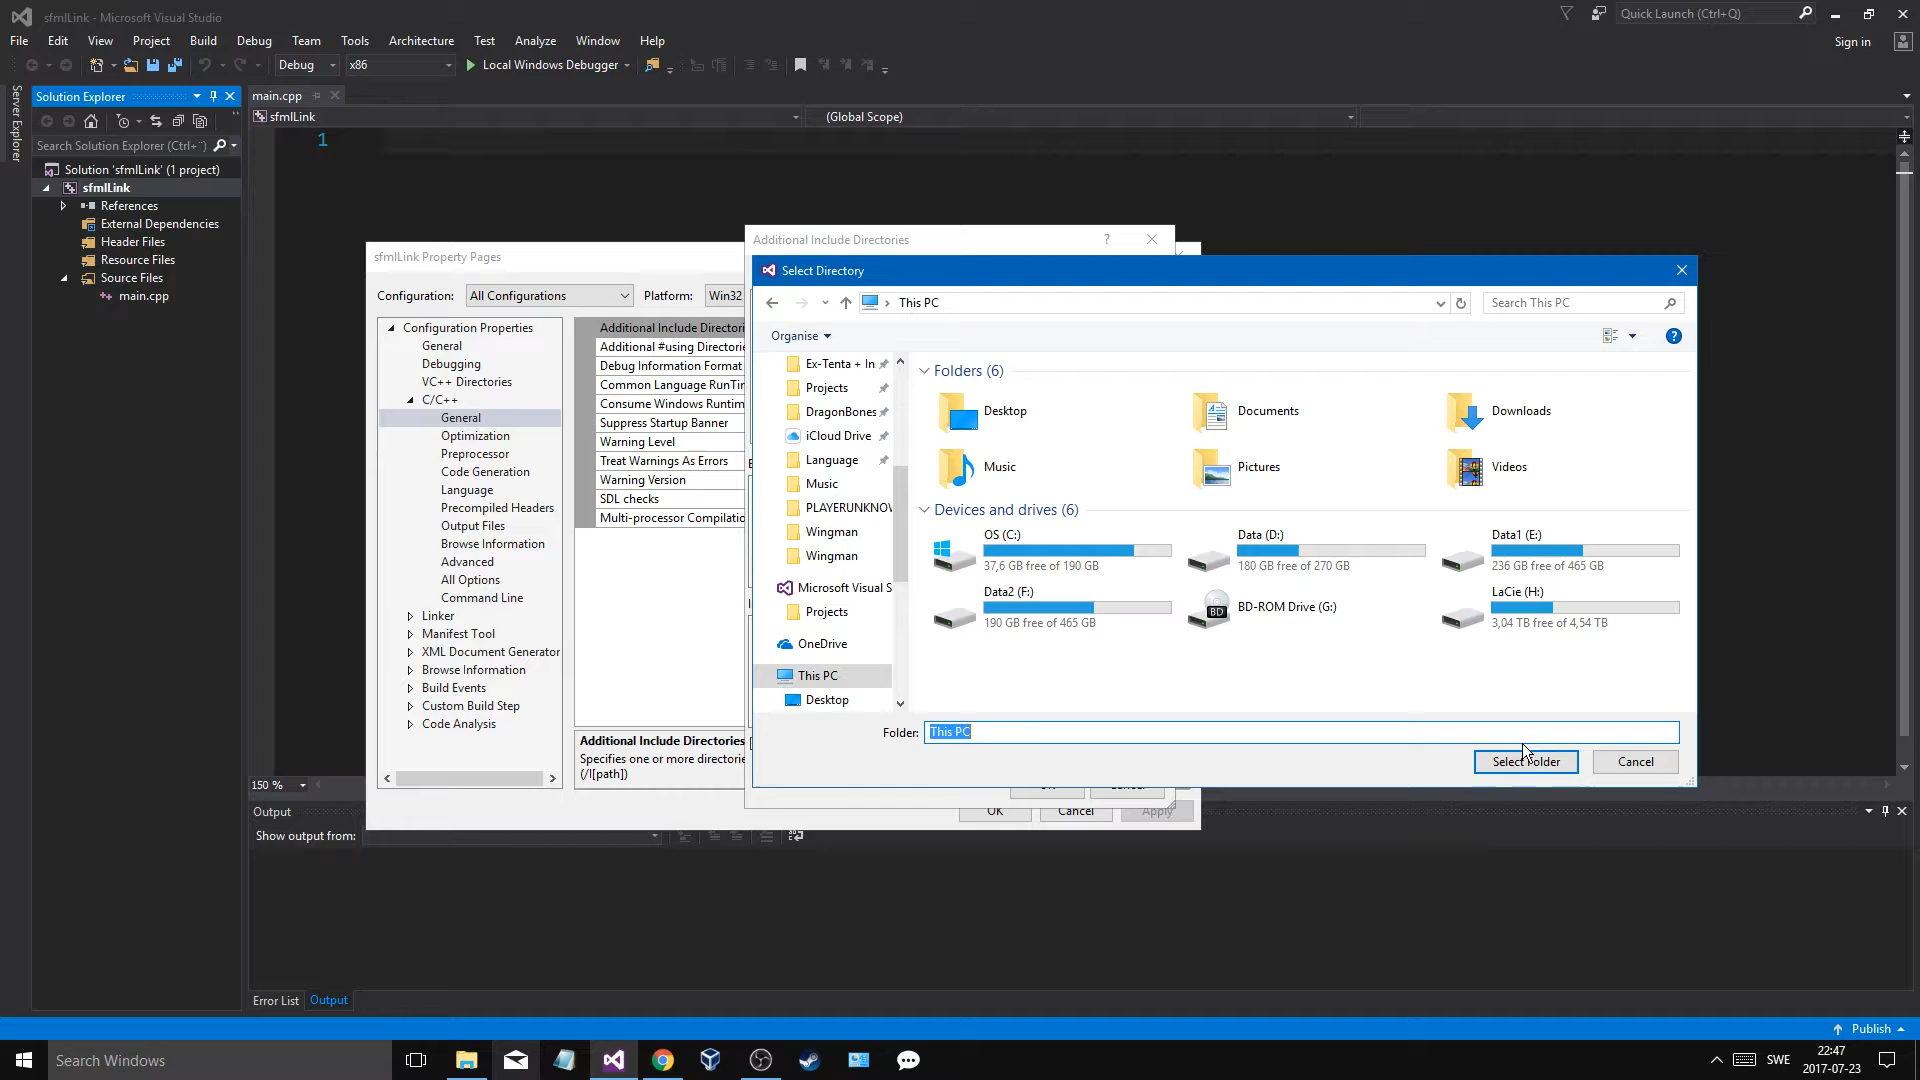 sfmlLink - Microsoft Visual Studio
Quick Launch (Ctrl+Q)
File Edit View Project Build Debug Team Tools Architecture Test Analyze Window Help
Sign in
Debug x86 Local Windows Debugger
Server Explorer
Solution Explorer
Search Solution Explorer (Ctrl+¨)
Solution 'sfmlLink' (1 project)
sfmlLink
References
External Dependencies
Header Files
Resource Files
Source Files
main.cpp
main.cpp
sfmlLink
(Global Scope)
1
sfmlLink Property Pages
Configuration: All Configurations Platform: Win32
Configuration Properties
General
Debugging
VC++ Directories
C/C++
General
Optimization
Preprocessor
Code Generation
Language
Precompiled Headers
Output Files
Browse Information
Advanced
All Options
Command Line
Linker
Manifest Tool
XML Document Generator
Browse Information
Build Events
Custom Build Step
Code Analysis
Additional Include Directori
Additional #using Directorie
Debug Information Format
Common Language RunTin
Consume Windows Runtim
Suppress Startup Banner
Warning Level
Treat Warnings As Errors
Warning Version
SDL checks
Multi-processor Compilatio
Additional Include Directories
Specifies one or more directorie
(/I[path])
OK Cancel Apply
Additional Include Directories
?
Select Directory
This PC
Search This PC
Organise
?
Ex-Tenta + In
Projects
DragonBones
iCloud Drive
Language
Music
PLAYERUNKNOW
Wingman
Wingman
Microsoft Visual S
Projects
OneDrive
This PC
Desktop
Folders (6)
Desktop
Documents
Downloads
Music
Pictures
Videos
Devices and drives (6)
OS (C:)
37,6 GB free of 190 GB
Data (D:)
180 GB free of 270 GB
Data1 (E:)
236 GB free of 465 GB
Data2 (F:)
190 GB free of 465 GB
BD
BD-ROM Drive (G:)
LaCie (H:)
3,04 TB free of 4,54 TB
Folder: This PC
Select Folder
Cancel
150 %
Output
Show output from:
Error List Output
Publish
Search Windows
SWE
22:47
2017-07-23